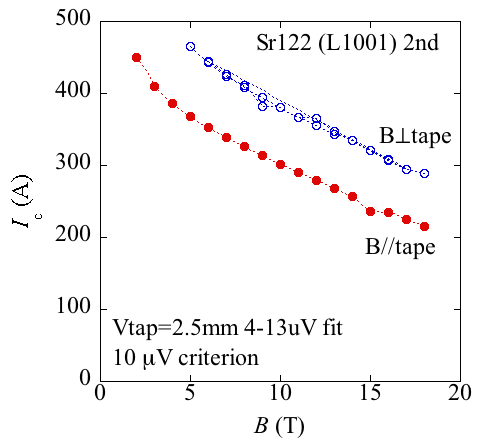 500
400
300
200
100
0
0
5
10
15
20
I_c (A)
B (T)
Sr122 (L1001) 2nd
B⊥tape
B//tape
Vtap=2.5mm 4-13uV fit
10 μV criterion